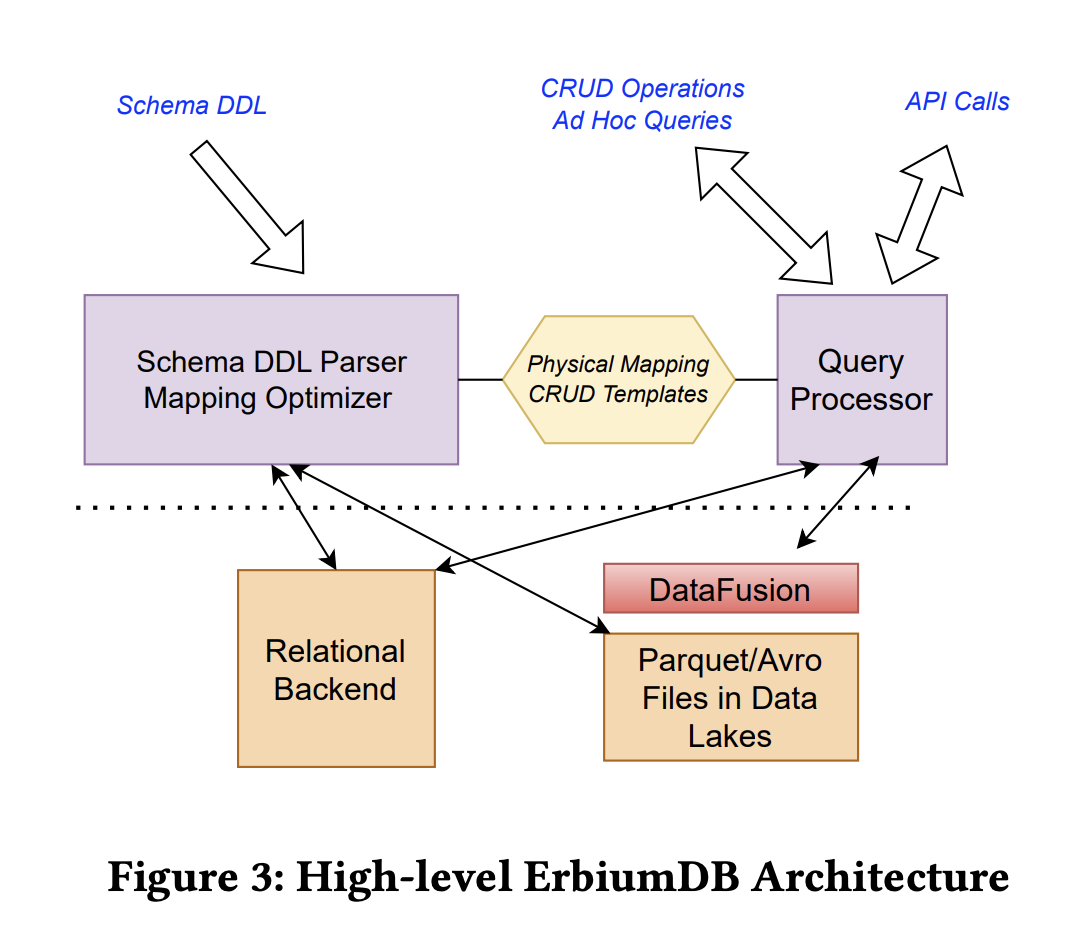 Schema DDL
CRUD Operations
Ad Hoc Queries
API Calls
Schema DDL Parser
Mapping Optimizer
Physical Mapping
CRUD Templates
Query
Processor
Relational
Backend
DataFusion
Parquet/Avro
Files in Data
Lakes
Figure 3: High-level ErbiumDB Architecture